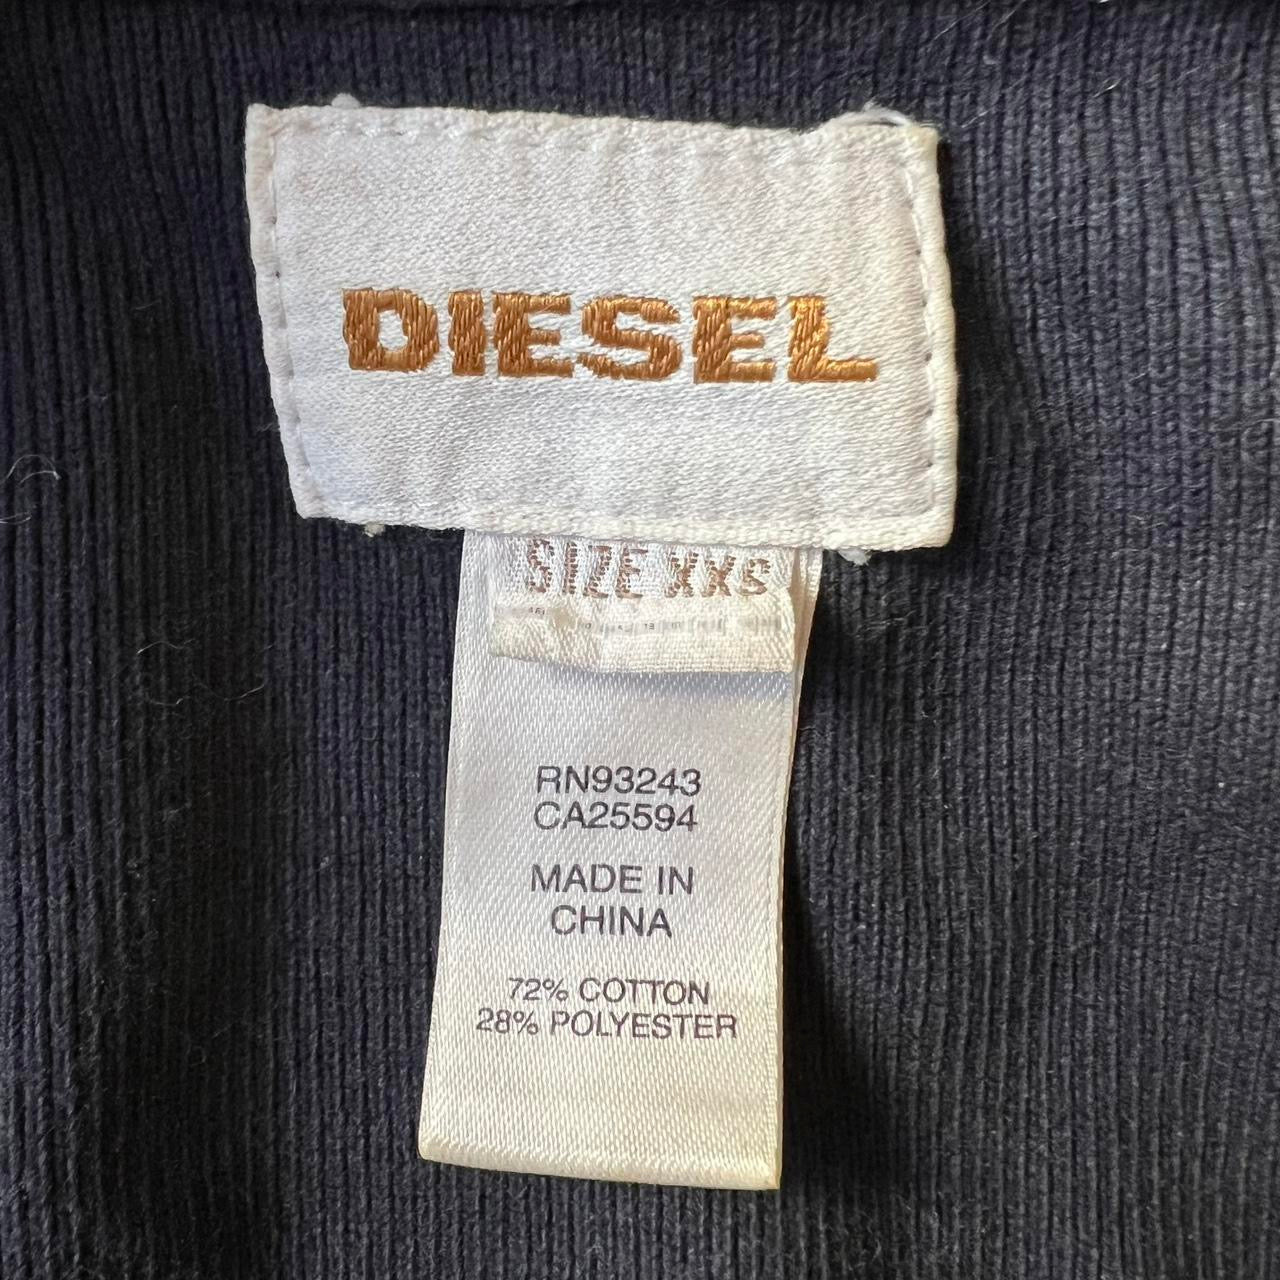 DIESEL
SIZE XXS
RN93243
CA25594
MADE IN
CHINA
72% COTTON
28% POLYESTER